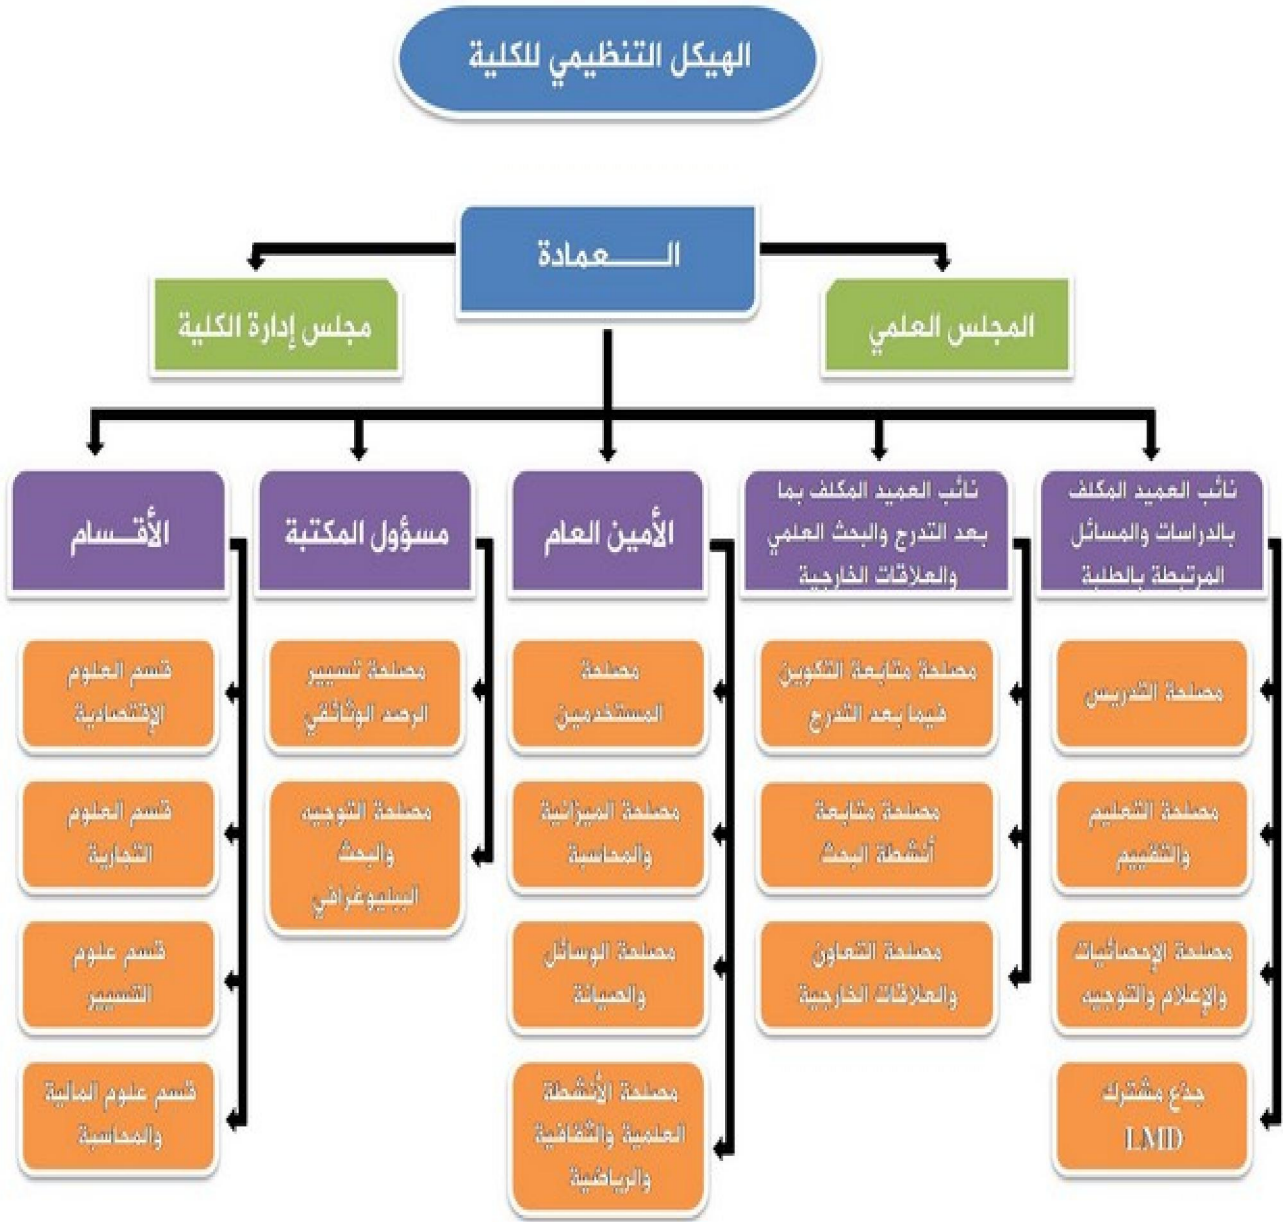 الهيكل التنظيمي للكلية
العمادة
المجلس العلمي
مجلس إدارة الكلية
نائب العميد المكلف
بالدراسات والمسائل
المرتبطة بالطلبة
نائب العميد المكلف بما
بعد التدرج والبحث العلمي
والعلاقات الخارجية
الأمين العام
مسؤول المكتبة
الأقسام
مصلحة التدريس
مصلحة التعليم
والتقييم
مصلحة الإحصائيات
والإعلام والتوجيه
جذع مشترك
LMD
مصلحة متابعة التكوين
فيما بعد التدرج
مصلحة متابعة
أنشطة البحث
مصلحة التعاون
والعلاقات الخارجية
مصلحة
المستخدمين
مصلحة الميزانية
والمحاسبة
مصلحة الوسائل
والصيانة
مصلحة الأنشطة
العلمية والثقافية
والرياضية
مصلحة تسيير
الرصد الوثائقي
مصلحة التوجيه
والبحث
الببليوغرافي
قسم العلوم
الإقتصادية
قسم العلوم
التجارية
قسم علوم
التسيير
قسم علوم المالية
والمحاسبة